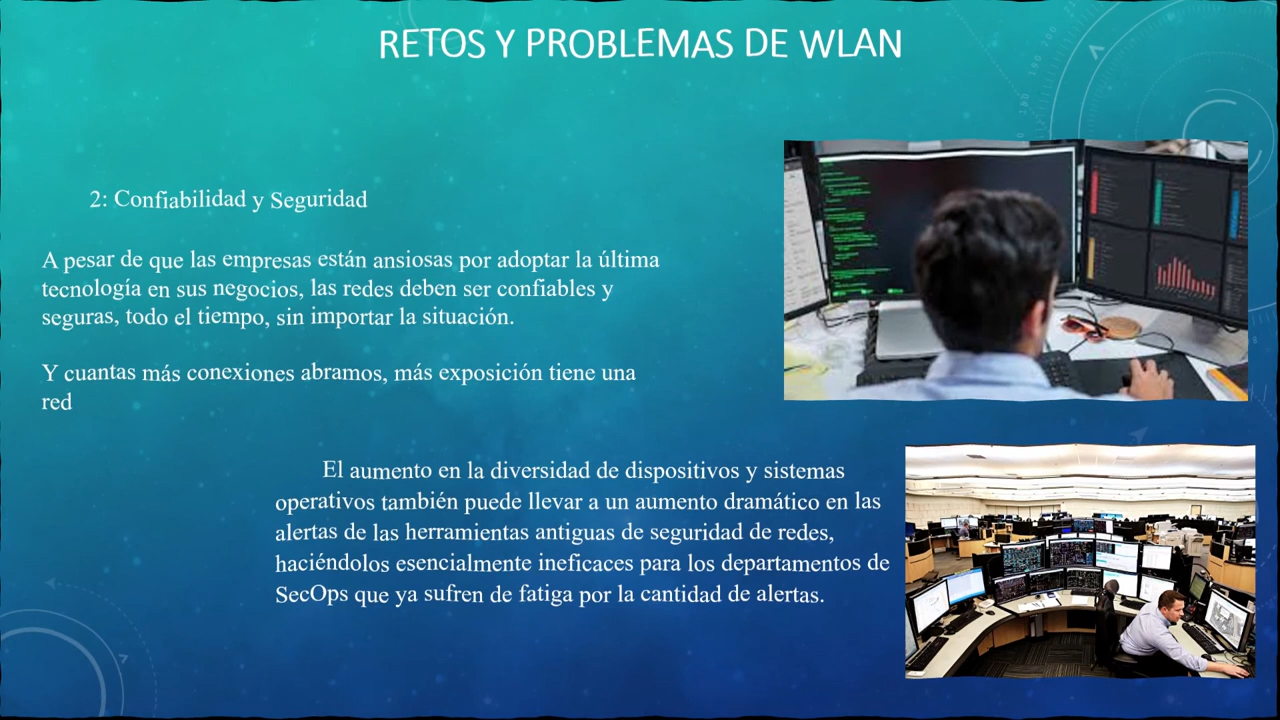 RETOS Y PROBLEMAS DE WLAN
2: Confiabilidad y Seguridad
A pesar de que las empresas están ansiosas por adoptar la última
tecnología en sus negocios, las redes deben ser confiables y
seguras, todo el tiempo, sin importar la situación.
Y cuantas más conexiones abramos, más exposición tiene una
red
El aumento en la diversidad de dispositivos y sistemas
operativos también puede llevar a un aumento dramático en las
alertas de las herramientas antiguas de seguridad de redes,
haciéndolos esencialmente ineficaces para los departamentos de
SecOps que ya sufren de fatiga por la cantidad de alertas.